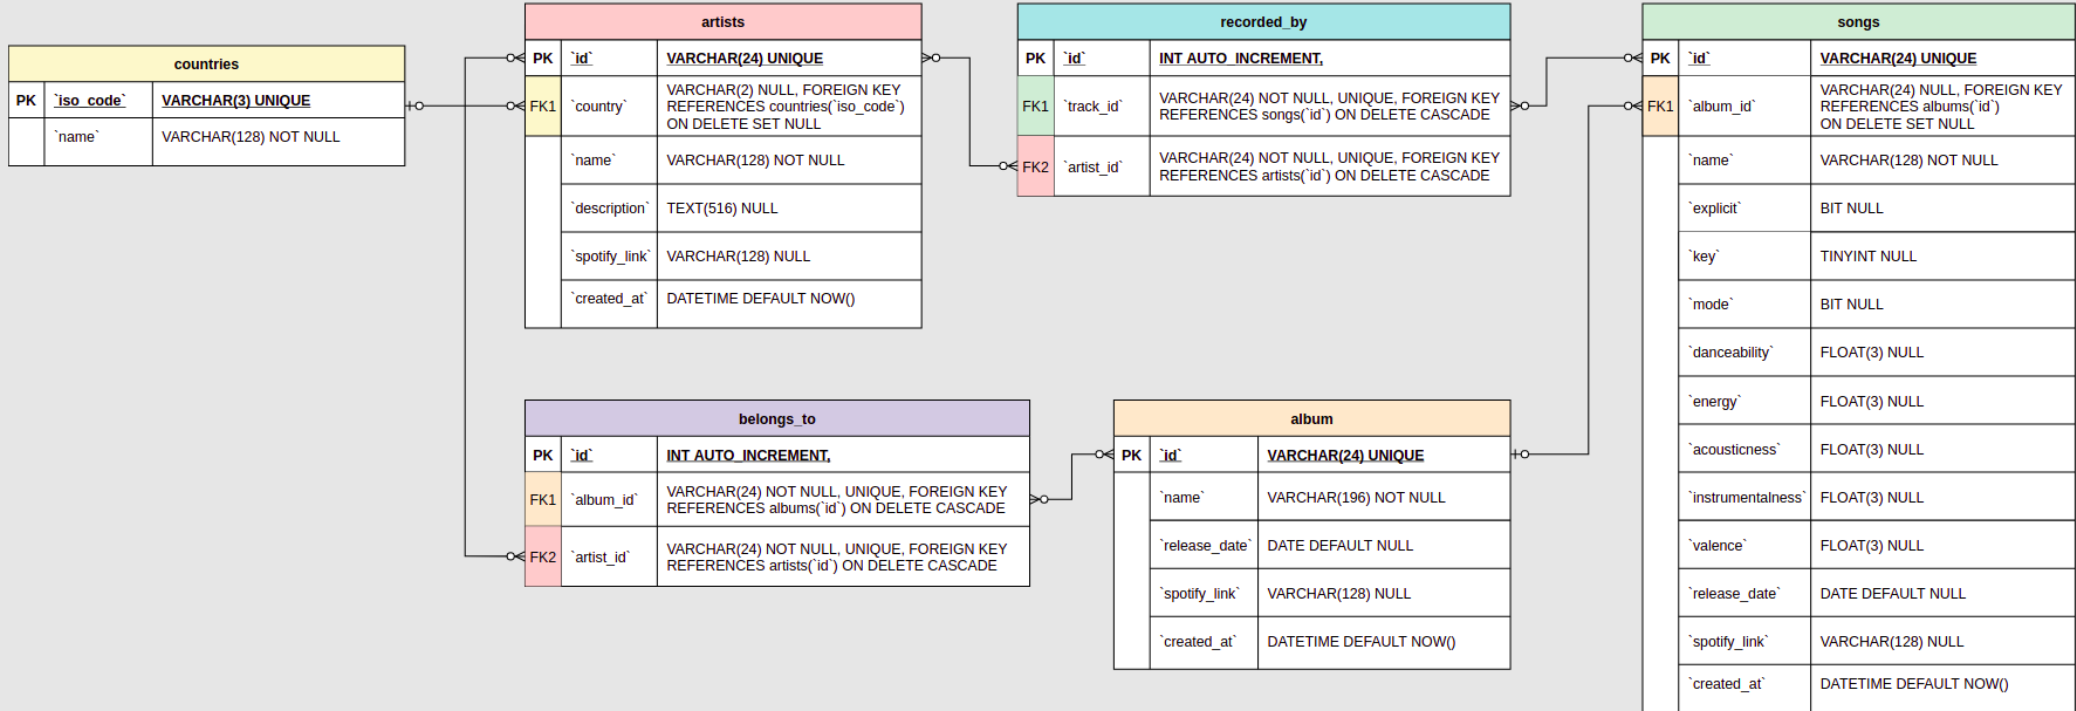 countries
PK `iso_code` VARCHAR(3) UNIQUE
`name` VARCHAR(128) NOT NULL
artists
PK `id` VARCHAR(24) UNIQUE
FK1 `country` VARCHAR(2) NULL, FOREIGN KEY
REFERENCES countries(`iso_code`)
ON DELETE SET NULL
`name` VARCHAR(128) NOT NULL
`description` TEXT(516) NULL
`spotify_link` VARCHAR(128) NULL
`created_at` DATETIME DEFAULT NOW()
recorded_by
PK `id` INT AUTO_INCREMENT,
FK1 `track_id` VARCHAR(24) NOT NULL, UNIQUE, FOREIGN KEY
REFERENCES songs(`id`) ON DELETE CASCADE
FK2 `artist_id` VARCHAR(24) NOT NULL, UNIQUE, FOREIGN KEY
REFERENCES artists(`id`) ON DELETE CASCADE
songs
PK `id` VARCHAR(24) UNIQUE
FK1 `album_id` VARCHAR(24) NULL, FOREIGN KEY
REFERENCES albums(`id`)
ON DELETE SET NULL
`name` VARCHAR(128) NOT NULL
`explicit` BIT NULL
`key` TINYINT NULL
`mode` BIT NULL
`danceability` FLOAT(3) NULL
`energy` FLOAT(3) NULL
`acousticness` FLOAT(3) NULL
`instrumentalness` FLOAT(3) NULL
`valence` FLOAT(3) NULL
`release_date` DATE DEFAULT NULL
`spotify_link` VARCHAR(128) NULL
`created_at` DATETIME DEFAULT NOW()
belongs_to
PK `id` INT AUTO_INCREMENT,
FK1 `album_id` VARCHAR(24) NOT NULL, UNIQUE, FOREIGN KEY
REFERENCES albums(`id`) ON DELETE CASCADE
FK2 `artist_id` VARCHAR(24) NOT NULL, UNIQUE, FOREIGN KEY
REFERENCES artists(`id`) ON DELETE CASCADE
album
PK `id` VARCHAR(24) UNIQUE
`name` VARCHAR(196) NOT NULL
`release_date` DATE DEFAULT NULL
`spotify_link` VARCHAR(128) NULL
`created_at` DATETIME DEFAULT NOW()